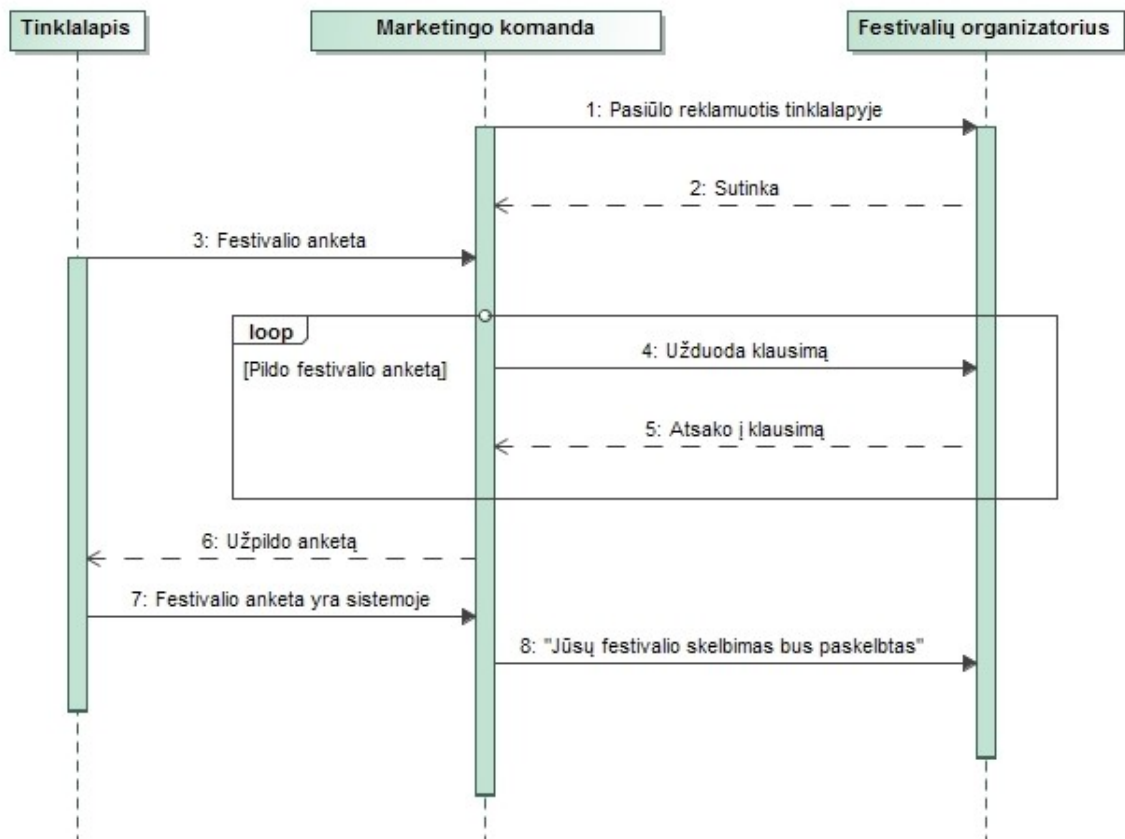 Tinklalapis
Marketingo komanda
Festivalių organizatorius
1: Pasiūlo reklamuotis tinklalapyje
2: Sutinka
3: Festivalio anketa
loop
[Pildo festivalio anketą]
4: Užduoda klausimą
5: Atsako į klausimą
6: Užpildo anketą
7: Festivalio anketa yra sistemoje
8: "Jūsų festivalio skelbimas bus paskelbtas"